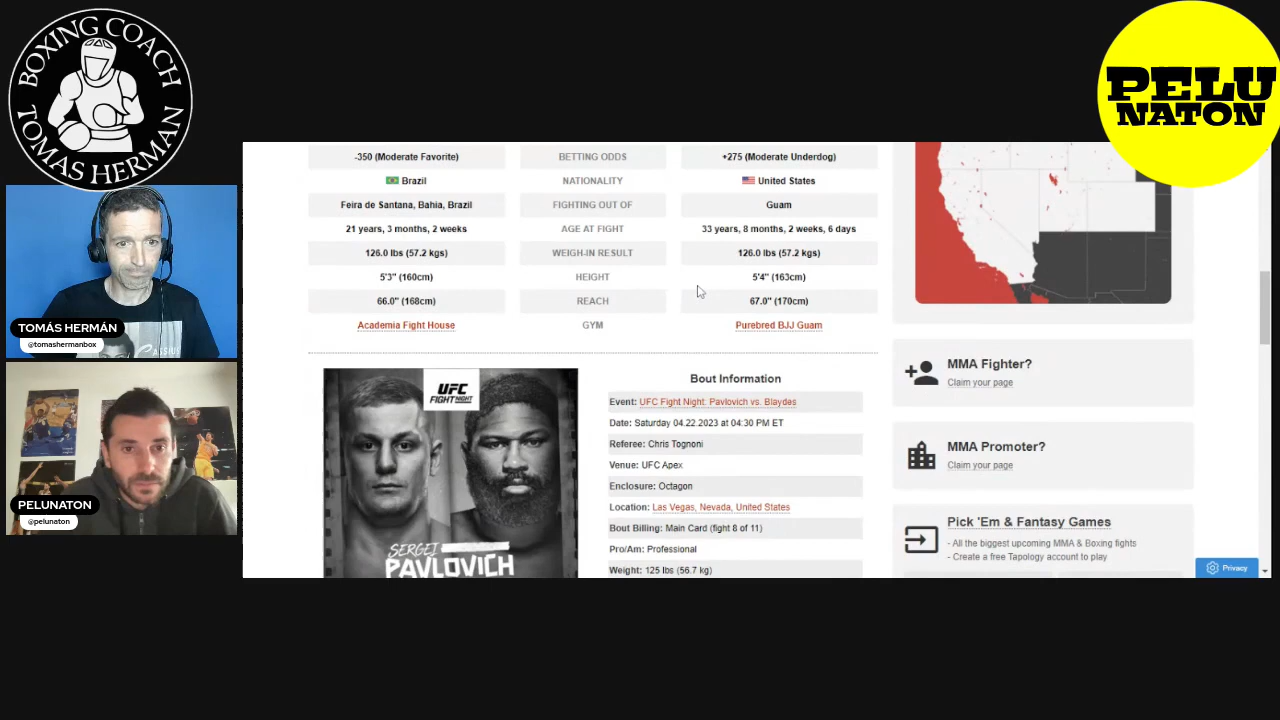 BOXING COACH
TOMAS HERMAN
PELU
NATON
TOMÁS HERMÁN
@tomashermanbox
PELUNATON
@pelunaton
-350 (Moderate Favorite) BETTING ODDS +275 (Moderate Underdog)
Brazil NATIONALITY United States
Feira de Santana, Bahia, Brazil FIGHTING OUT OF Guam
21 years, 3 months, 2 weeks AGE AT FIGHT 33 years, 8 months, 2 weeks, 6 days
126.0 lbs (57.2 kgs) WEIGH-IN RESULT 126.0 lbs (57.2 kgs)
5'3" (160cm) HEIGHT 5'4" (163cm)
66.0" (168cm) REACH 67.0" (170cm)
Academia Fight House GYM Purebred BJJ Guam
UFC
FIGHT NIGHT
SERGEI
PAVLOVICH
Bout Information
Event: UFC Fight Night: Pavlovich vs. Blaydes
Date: Saturday 04.22.2023 at 04:30 PM ET
Referee: Chris Tognoni
Venue: UFC Apex
Enclosure: Octagon
Location: Las Vegas, Nevada, United States
Bout Billing: Main Card (fight 8 of 11)
Pro/Am: Professional
Weight: 125 lbs (56.7 kg)
MMA Fighter?
Claim your page
MMA Promoter?
Claim your page
Pick 'Em & Fantasy Games
- All the biggest upcoming MMA & Boxing fights
- Create a free Tapology account to play
Privacy